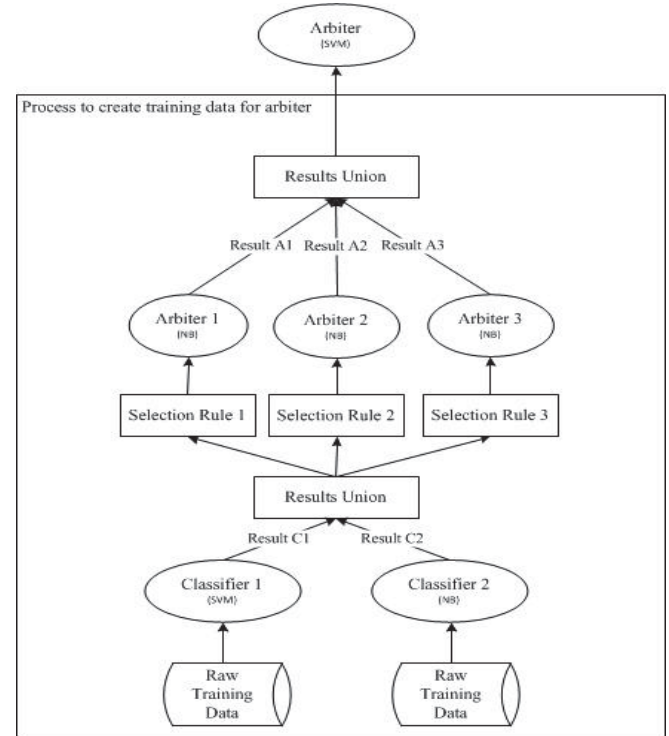 Arbiter
(SVM)
Process to create training data for arbiter
Results Union
Result A1
Result A2
Result A3
Arbiter 1
(NB)
Arbiter 2
(NB)
Arbiter 3
(NB)
Selection Rule 1
Selection Rule 2
Selection Rule 3
Results Union
Result C1
Result C2
Classifier 1
(SVM)
Classifier 2
(NB)
Raw
Training
Data
Raw
Training
Data